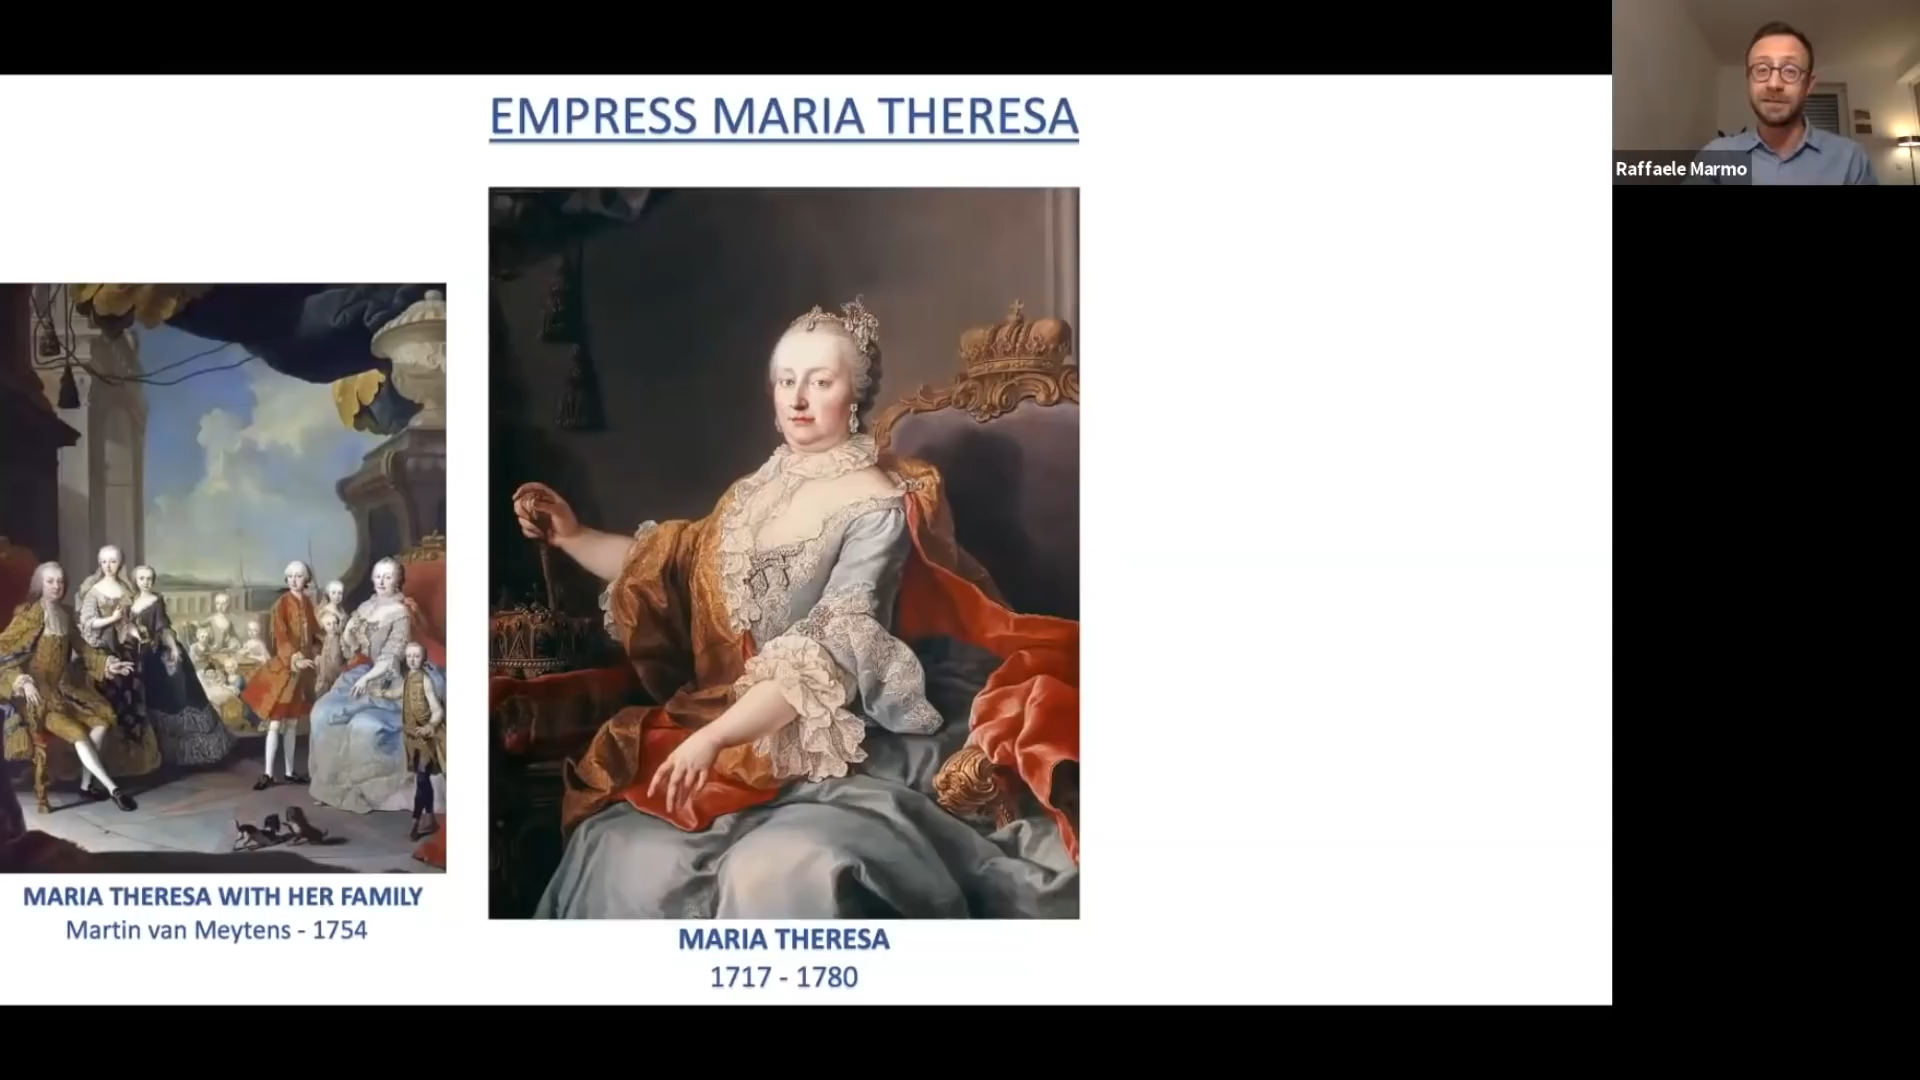 EMPRESS MARIA THERESA
Raffaele Marmo
MARIA THERESA WITH HER FAMILY
Martin van Meytens - 1754
MARIA THERESA
1717 - 1780